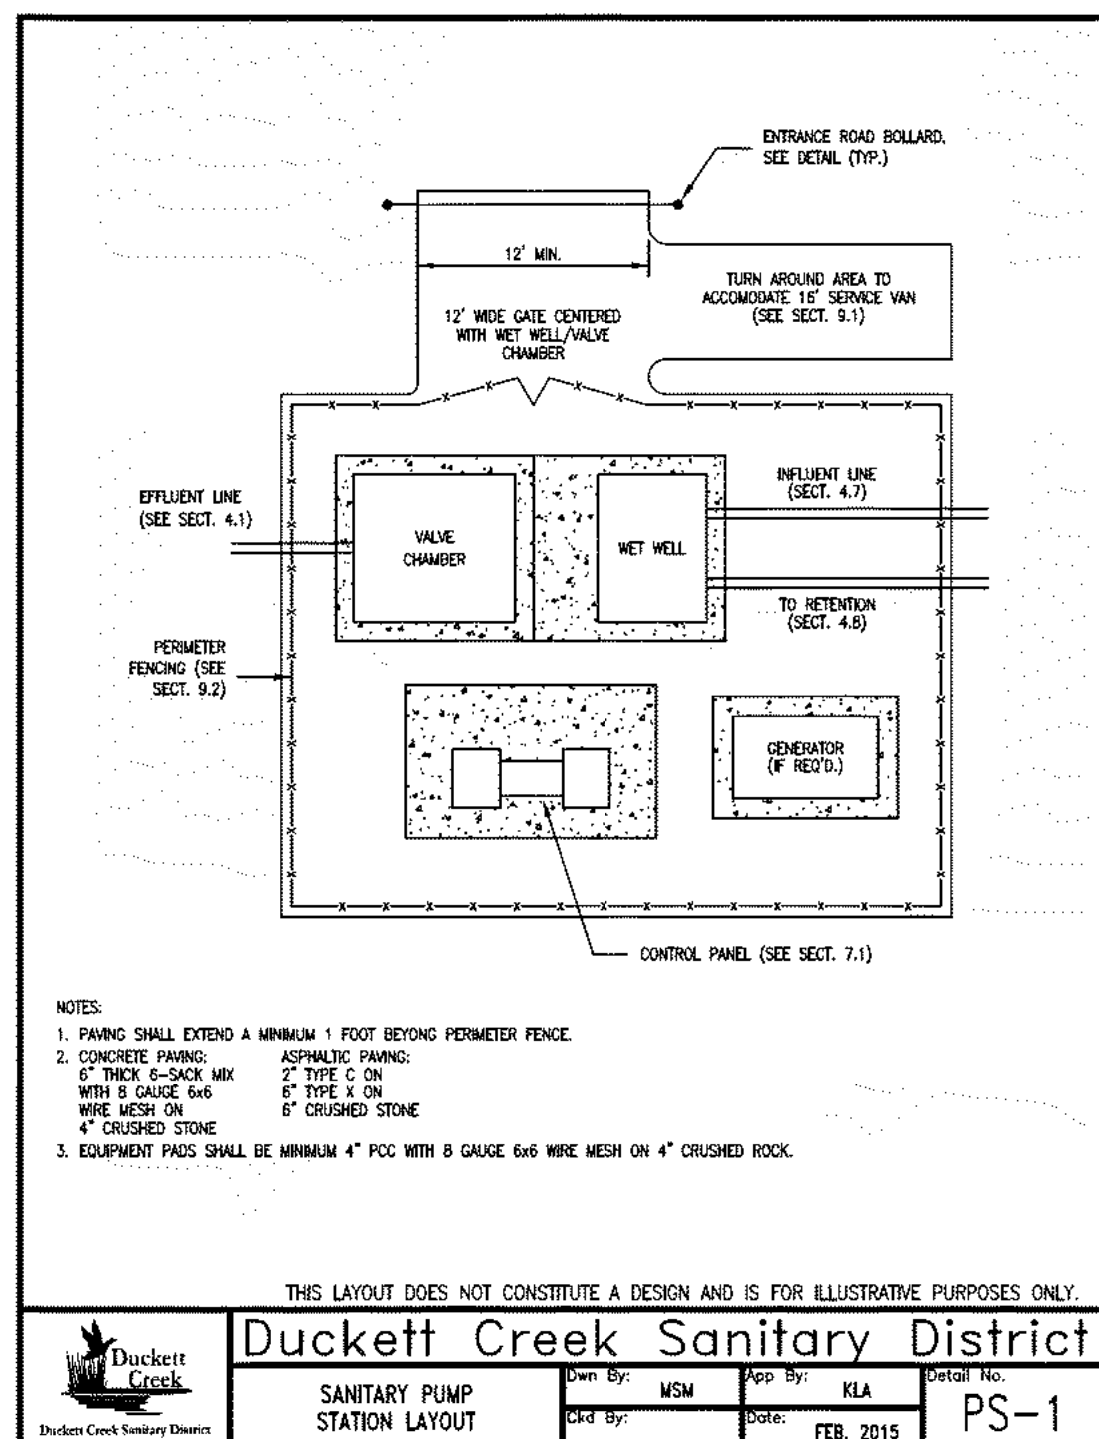 ENTRANCE ROAD BOLLARD.
SEE DETAIL (TYP.)
12' MIN.
TURN AROUND AREA TO
ACCOMODATE 16' SERVICE VAN
(SEE SECT. 9.1)
12' WIDE GATE CENTERED
WITH WET WELL/VALVE
CHAMBER
EFFLUENT LINE
(SEE SECT. 4.1)
INFLUENT LINE
(SECT. 4.7)
VALVE
CHAMBER
WET WELL
TO RETENTION
(SECT. 4.8)
PERIMETER
FENCING (SEE
SECT. 9.2)
GENERATOR
(IF REQ'D.)
CONTROL PANEL (SEE SECT. 7.1)
NOTES:
1. PAVING SHALL EXTEND A MINIMUM 1 FOOT BEYONG PERIMETER FENCE.
2. CONCRETE PAVING:
6" THICK 6-SACK MIX
WITH 8 GAUGE 6x6
WIRE MESH ON
4" CRUSHED STONE
ASPHALTIC PAVING:
2" TYPE C ON
6" TYPE X ON
6" CRUSHED STONE
3. EQUIPMENT PADS SHALL BE MINIMUM 4" PCC WITH 8 GAUGE 6x6 WIRE MESH ON 4" CRUSHED ROCK.
THIS LAYOUT DOES NOT CONSTITUTE A DESIGN AND IS FOR ILLUSTRATIVE PURPOSES ONLY.
Duckett
Creek
Duckett Creek Sanitary District
Duckett Creek Sanitary District
SANITARY PUMP
STATION LAYOUT
Dwn By:
MSM
App By:
KLA
Ckd By:
Date:
FEB. 2015
Detail No.
PS-1